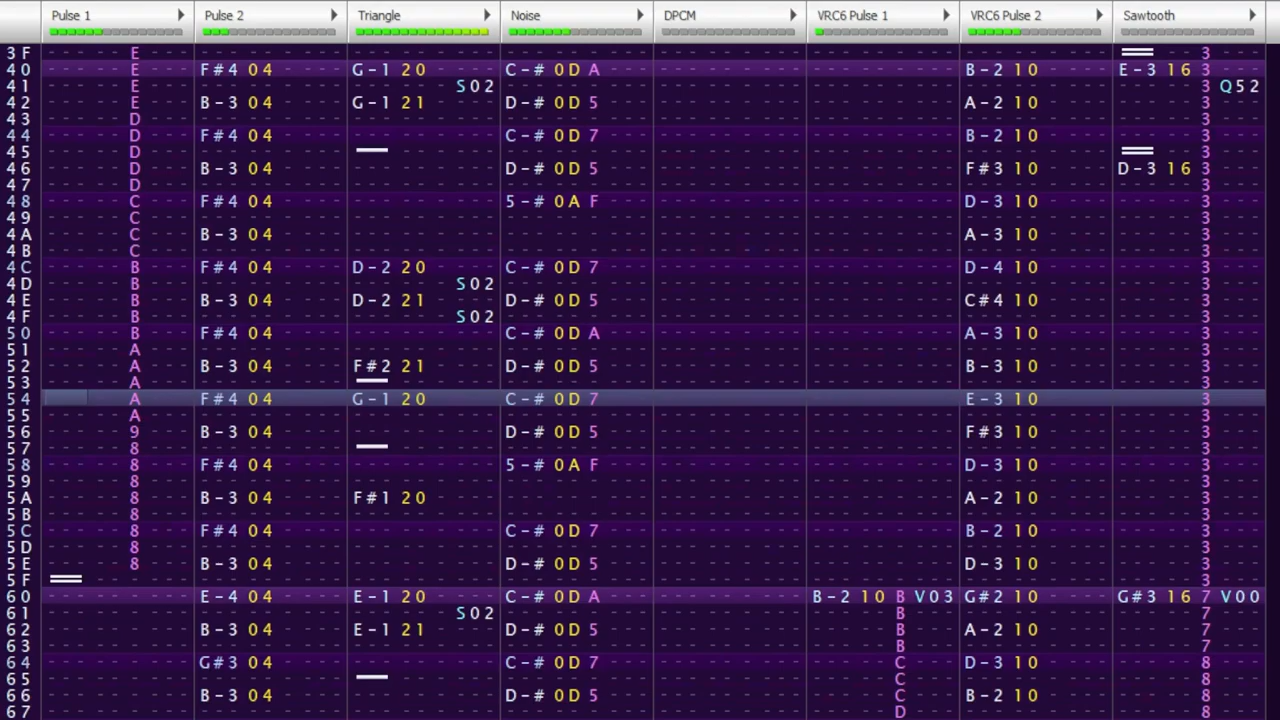 Pulse 1 Pulse 2 Triangle Noise DPCM VRC6 Pulse 1 VRC6 Pulse 2 Sawtooth
3F E 3
40 E F#4 04 G-1 20 C-# 0D A B-2 10 E-3 16 3
41 E S02 3 Q52
42 E B-3 04 G-1 21 D-# 0D 5 A-2 10 3
43 D 3
44 D F#4 04 C-# 0D 7 B-2 10 3
45 D 3
46 D B-3 04 D-# 0D 5 F#3 10 D-3 16 3
47 D 3
48 C F#4 04 5-# 0A F D-3 10 3
49 C 3
4A C B-3 04 A-3 10 3
4B C 3
4C B F#4 04 D-2 20 C-# 0D 7 D-4 10 3
4D B S02 3
4E B B-3 04 D-2 21 D-# 0D 5 C#4 10 3
4F B S02 3
50 B F#4 04 C-# 0D A A-3 10 3
51 A 3
52 A B-3 04 F#2 21 D-# 0D 5 B-3 10 3
53 A 3
54 A F#4 04 G-1 20 C-# 0D 7 E-3 10 3
55 A 3
56 9 B-3 04 D-# 0D 5 F#3 10 3
57 8 3
58 8 F#4 04 5-# 0A F D-3 10 3
59 8 3
5A 8 B-3 04 F#1 20 A-2 10 3
5B 8 3
5C 8 F#4 04 C-# 0D 7 B-2 10 3
5D 8 3
5E 8 B-3 04 D-# 0D 5 D-3 10 3
5F 3
60 E-4 04 E-1 20 C-# 0D A B-2 10 B V03 G#2 10 G#3 16 7 V00
61 S02 B 7
62 B-3 04 E-1 21 D-# 0D 5 B A-2 10 7
63 B 7
64 G#3 04 C-# 0D 7 C D-3 10 8
65 C 8
66 B-3 04 D-# 0D 5 C B-2 10 8
67 D 8